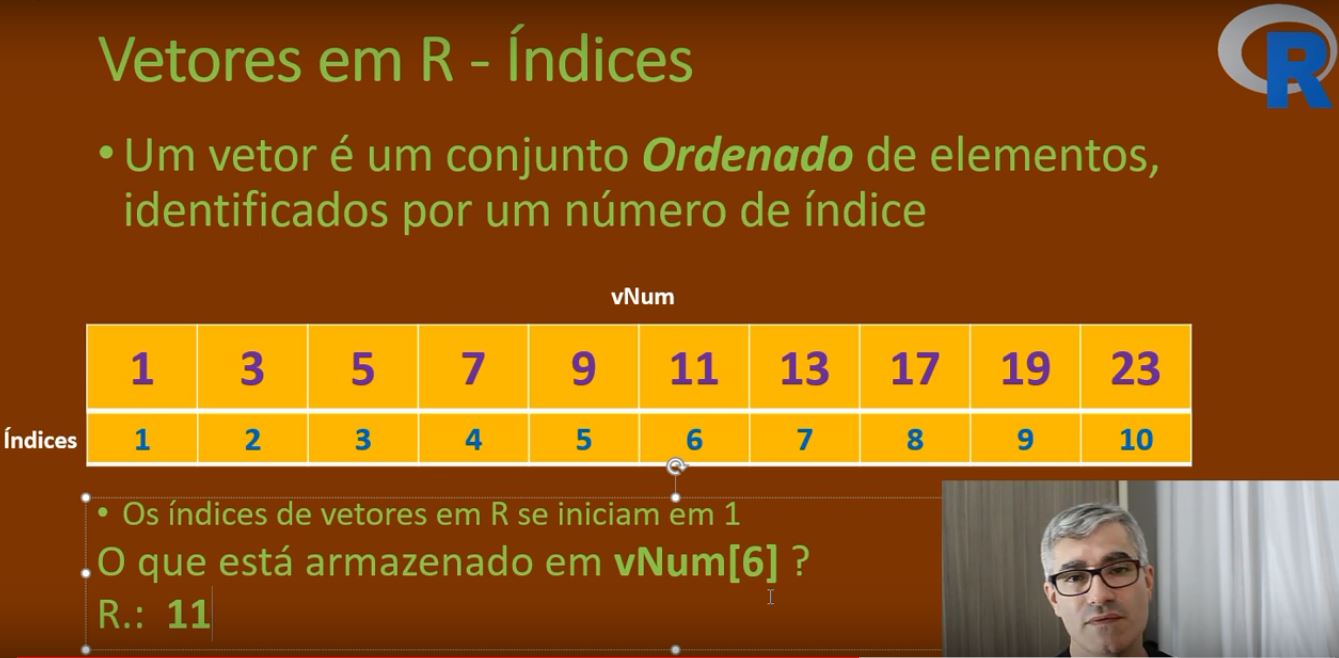 Vetores em R - Índices
R
• Um vetor é um conjunto Ordenado de elementos,
identificados por um número de índice
vNum
1 3 5 7 9 11 13 17 19 23
Índices 1 2 3 4 5 6 7 8 9 10
• Os índices de vetores em R se iniciam em 1
O que está armazenado em vNum[6] ?
R.: 11